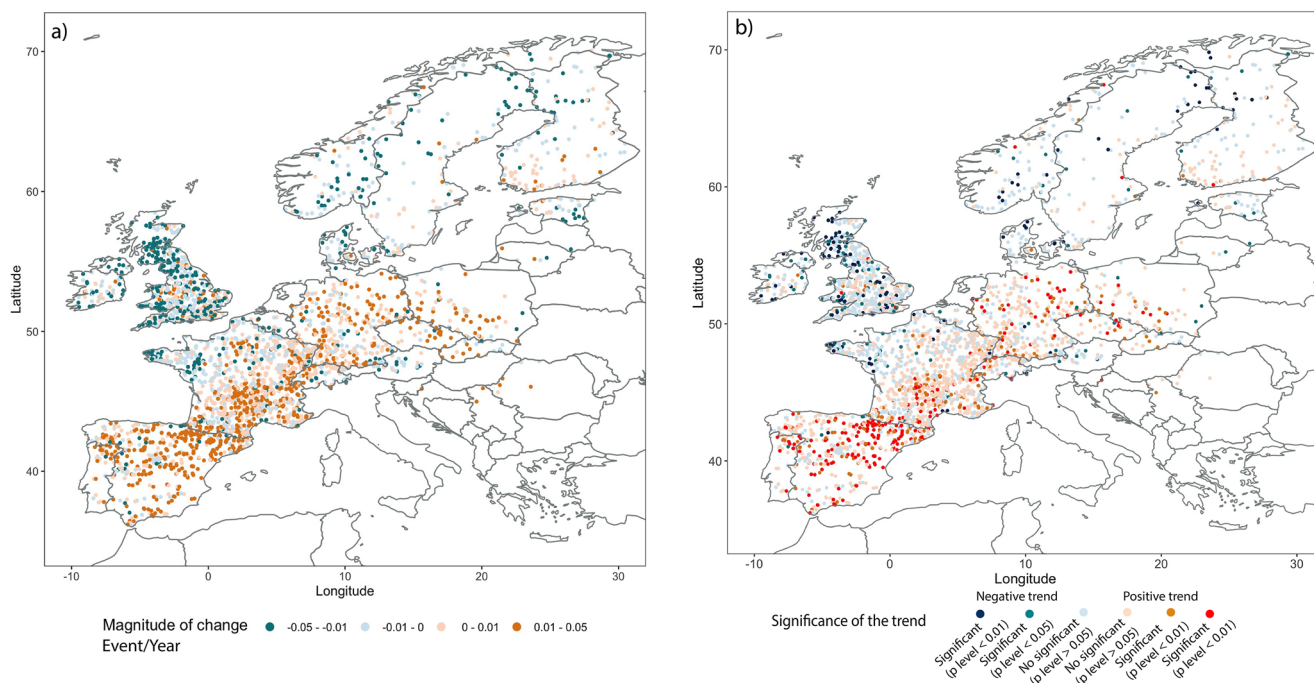 a)
70
60
50
40
Latitude
-10
0
10
20
30
Longitude
Magnitude of change
Event/Year
-0.05 - -0.01
-0.01 - 0
0 - 0.01
0.01 - 0.05
b)
70
60
50
40
Latitude
-10
0
10
20
30
Longitude
Negative trend
Positive trend
Significance of the trend
Significant
(p level < 0.01)
Significant
(p level < 0.05)
No significant
(p level > 0.05)
No significant
(p level > 0.05)
Significant
(p level < 0.01)
Significant
(p level < 0.01)